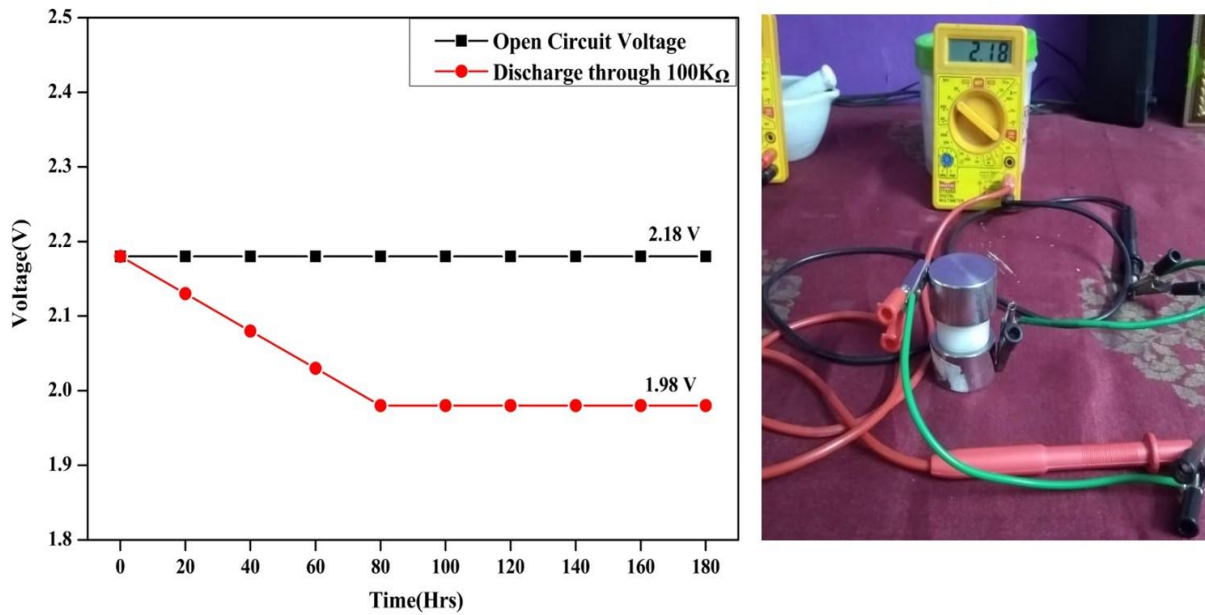 Open Circuit Voltage
Discharge through 100KΩ
Voltage(V)
2.5
2.4
2.3
2.2
2.1
2.0
1.9
1.8
2.18 V
1.98 V
0 20 40 60 80 100 120 140 160 180
Time(Hrs)
2.18